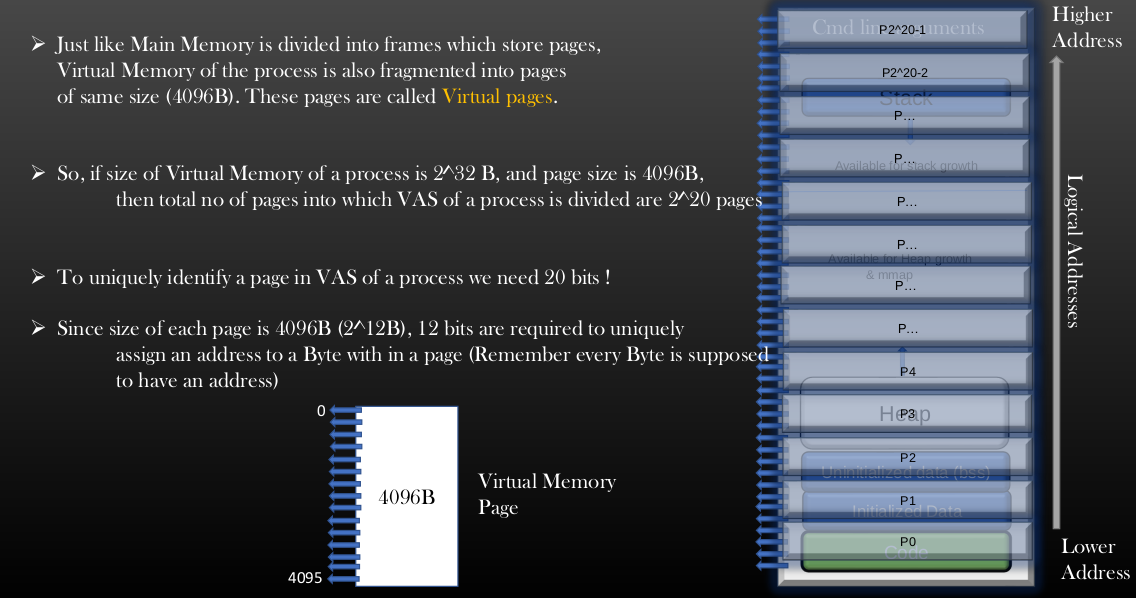 Just like Main Memory is divided into frames which store pages,
Virtual Memory of the process is also fragmented into pages
of same size (4096B). These pages are called Virtual pages.
So, if size of Virtual Memory of a process is 2^32 B, and page size is 4096B,
then total no of pages into which VAS of a process is divided are 2^20 pages
To uniquely identify a page in VAS of a process we need 20 bits !
Since size of each page is 4096B (2^12B), 12 bits are required to uniquely
assign an address to a Byte with in a page (Remember every Byte is supposed
to have an address)
0
4096B
4095
Virtual Memory
Page
Cmd line arguments
P2^20-1
P2^20-2
Stack
P...
P...
Available for stack growth
P...
P...
Available for Heap growth
& mmap
P...
P...
P4
Heap
P3
P2
Uninitialized data (bss)
P1
Initialized Data
P0
Code
Higher
Address
Logical Addresses
Lower
Address